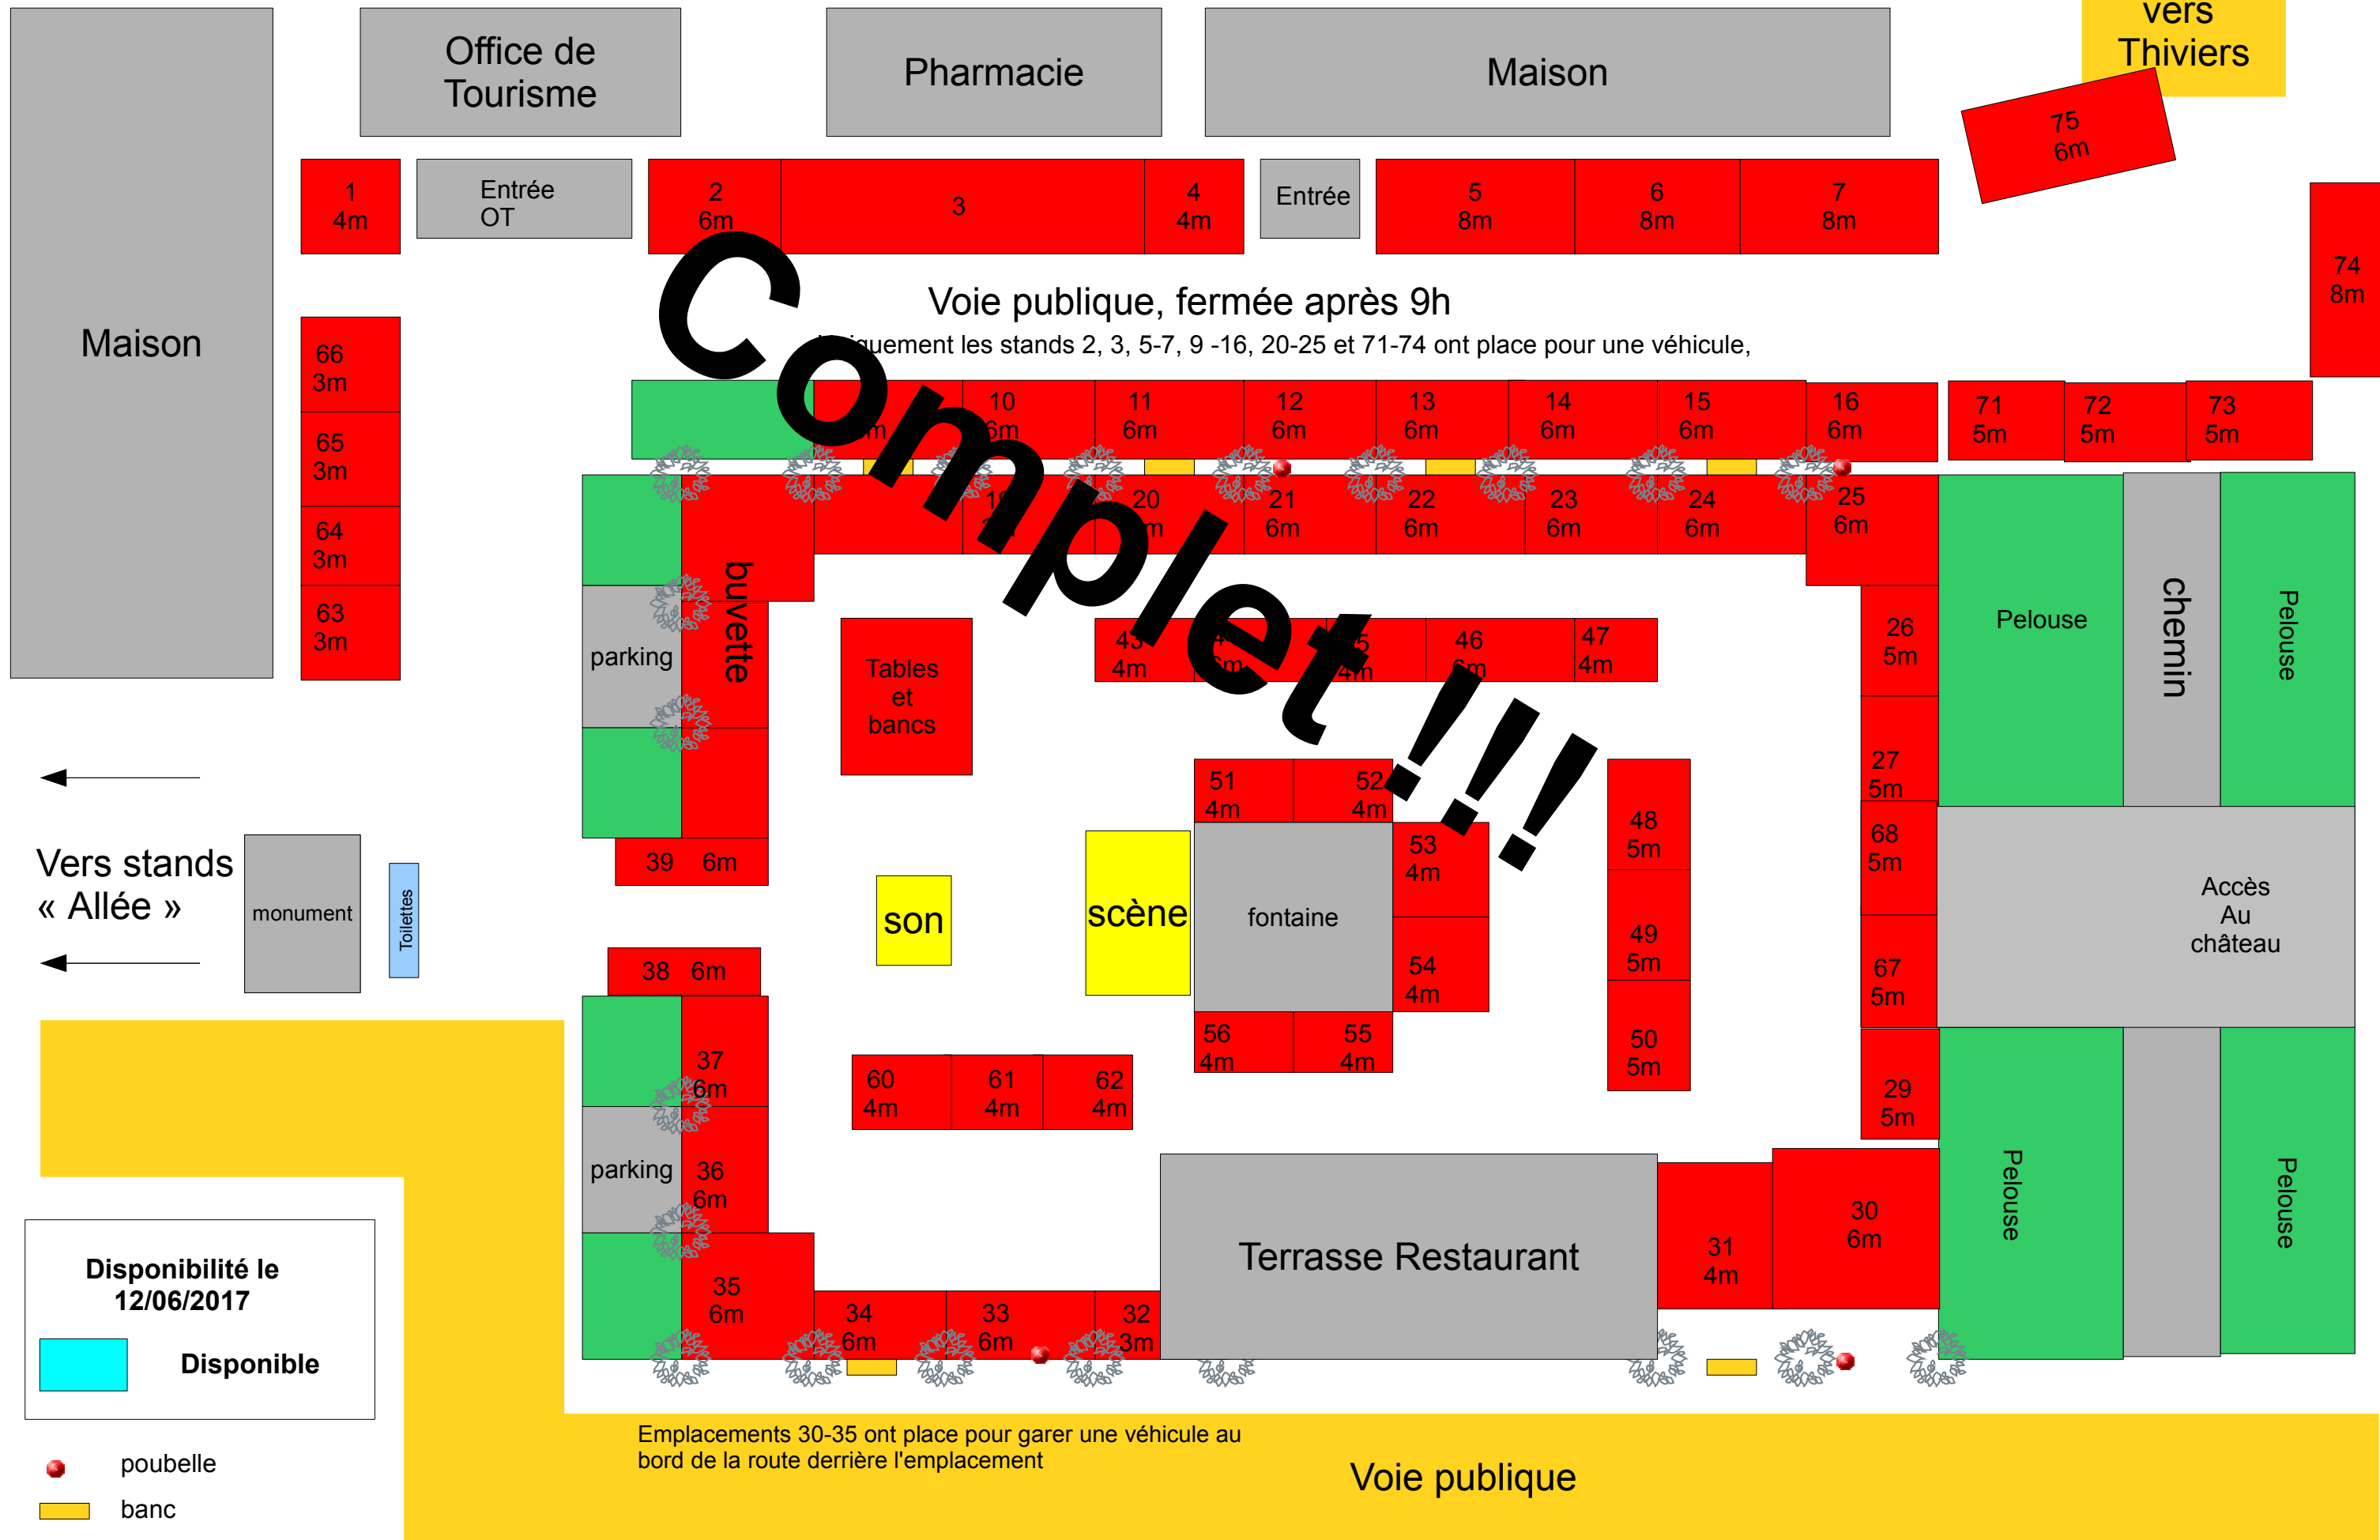 vers
Thiviers
Office de
Tourisme
Pharmacie
Maison
75
6m
1
4m
Entrée
OT
2
6m
3
4
4m
Entrée
5
8m
6
8m
7
8m
74
8m
Maison
Voie publique, fermée après 9h
les stands 2, 3, 5-7, 9 -16, 20-25 et 71-74 ont place pour une véhicule,
Complet !!!
66
3m
65
3m
64
3m
63
3m
10
6m
11
6m
12
6m
13
6m
14
6m
15
6m
16
6m
71
5m
72
5m
73
5m
20
21
6m
22
6m
23
6m
24
6m
25
6m
buvette
parking
Tables
et
bancs
43
4m
46
6m
47
4m
26
5m
27
5m
68
5m
67
5m
29
5m
Pelouse
chemin
Pelouse
51
4m
52
4m
53
4m
54
4m
56
4m
55
4m
48
5m
49
5m
50
5m
Vers stands
« Allée »
monument
Toilettes
39 6m
38 6m
son
scène
fontaine
Accès
Au
château
37
6m
parking
36
6m
60
4m
61
4m
62
4m
35
6m
34
6m
33
6m
32
3m
Terrasse Restaurant
31
4m
30
6m
Pelouse
Pelouse
Disponibilité le
12/06/2017
Disponible
poubelle
banc
Emplacements 30-35 ont place pour garer une véhicule au
bord de la route derrière l'emplacement
Voie publique